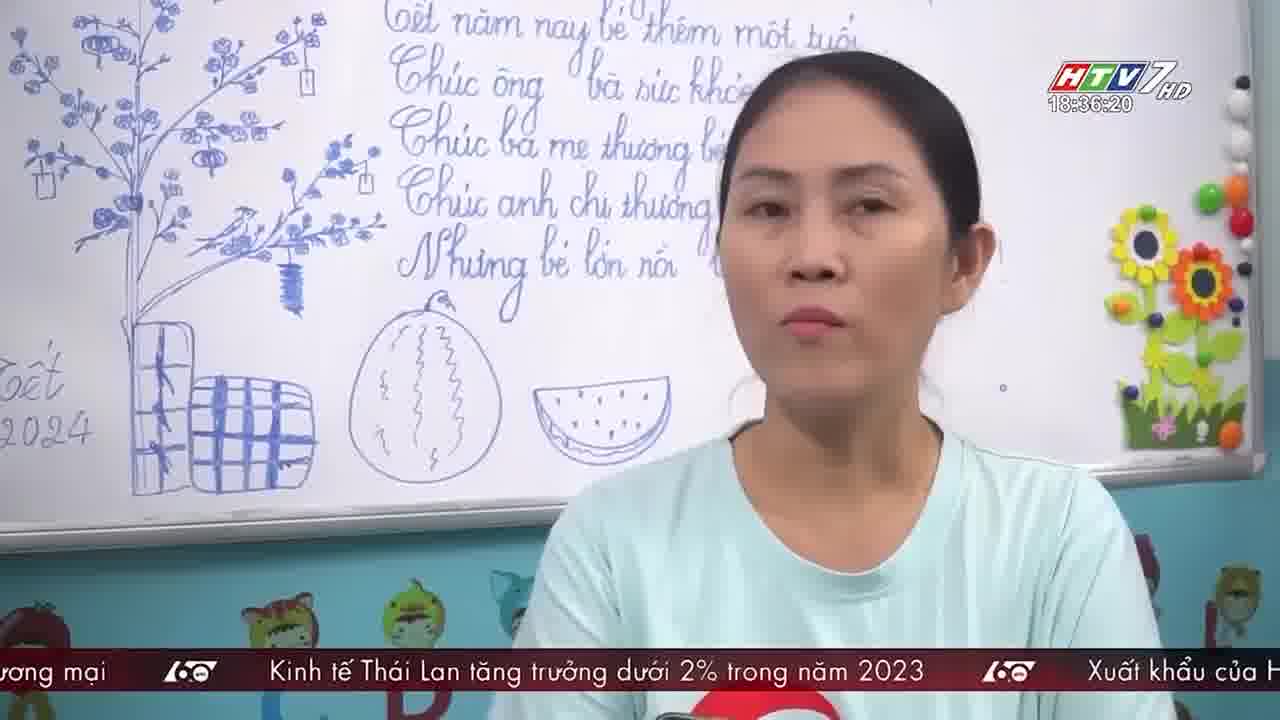 Tết năm nay bé thêm một tuổi
Chúc ông bà sức khỏe
Chúc ba mẹ thương bé
Chúc anh chị thương
Nhưng bé lớn rồi
Tết
2024
HTV7 HD
18:36:20
ương mại
60
Kinh tế Thái Lan tăng trưởng dưới 2% trong năm 2023
60
Xuất khẩu của H